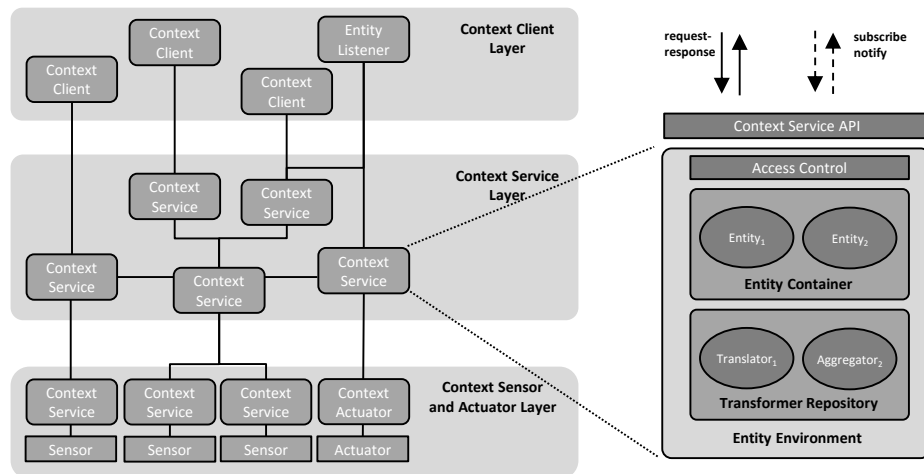 Context Client
Layer
Context
Client
Entity
Listener
Context
Client
Context
Client
Context Service
Layer
Context
Service
Context
Service
Context
Service
Context
Service
Context
Service
Context Sensor
and Actuator Layer
Context
Service
Context
Service
Context
Service
Context
Actuator
Sensor
Sensor
Sensor
Actuator
request-
response
subscribe
notify
Context Service API
Access Control
Entity₁
Entity₂
Entity Container
Translator₁
Aggregator₂
Transformer Repository
Entity Environment